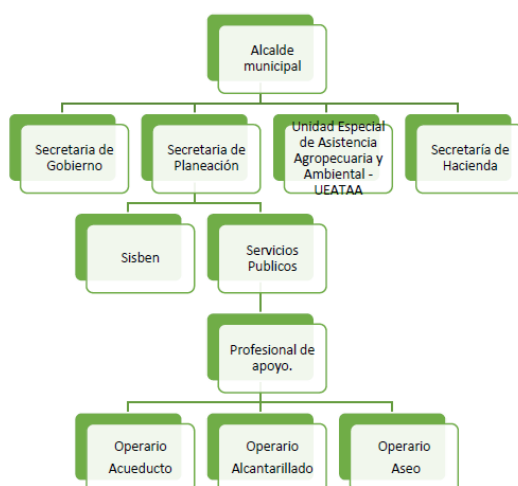 Alcalde
municipal
Secretaria de
Gobierno
Secretaria de
Planeación
Unidad Especial
de Asistencia
Agropecuaria y
Ambiental -
UEATAA
Secretaría de
Hacienda
Sisben
Servicios
Publicos
Profesional de
apoyo.
Operario
Acueducto
Operario
Alcantarillado
Operario
Aseo